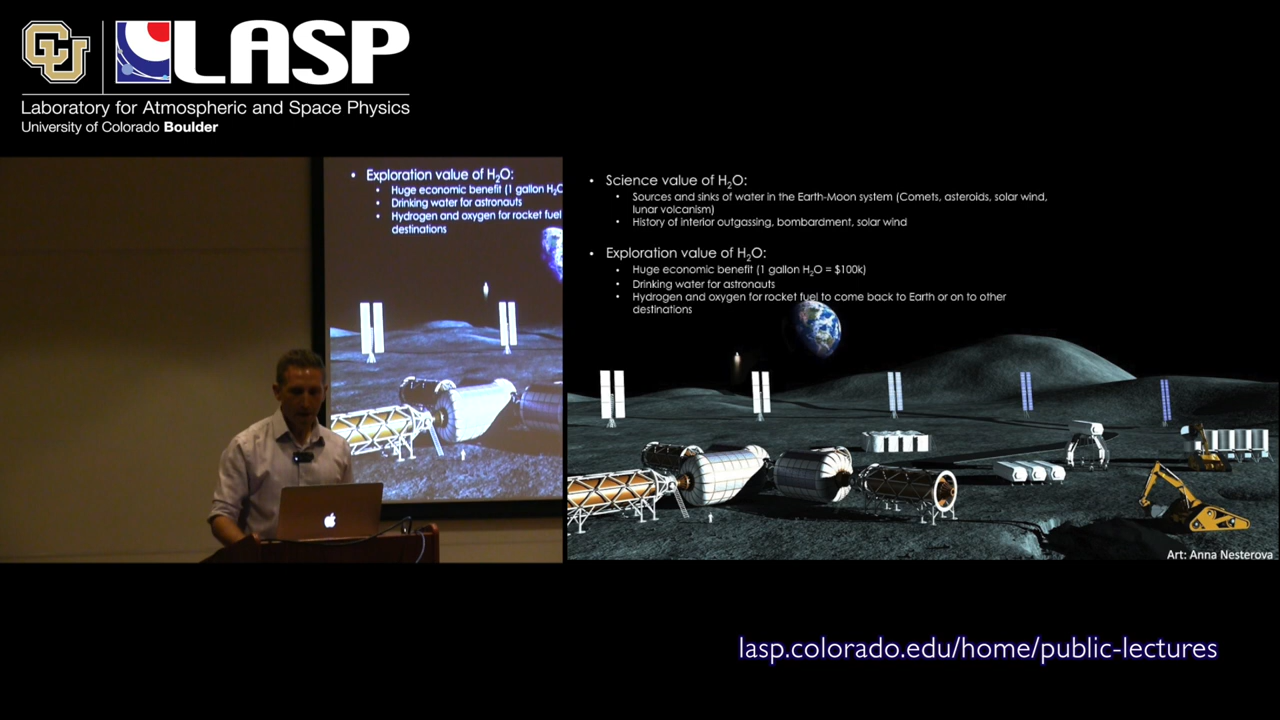 CU
LASP
Laboratory for Atmospheric and Space Physics
University of Colorado Boulder
• Exploration value of H₂O:
• Huge economic benefit (1 gallon H₂O
• Drinking water for astronauts
• Hydrogen and oxygen for rocket fuel
destinations
• Science value of H₂O:
• Sources and sinks of water in the Earth-Moon system (Comets, asteroids, solar wind,
lunar volcanism)
• History of interior outgassing, bombardment, solar wind
• Exploration value of H₂O:
• Huge economic benefit (1 gallon H₂O = $100k)
• Drinking water for astronauts
• Hydrogen and oxygen for rocket fuel to come back to Earth or on to other
destinations
Art: Anna Nesterova
lasp.colorado.edu/home/public-lectures